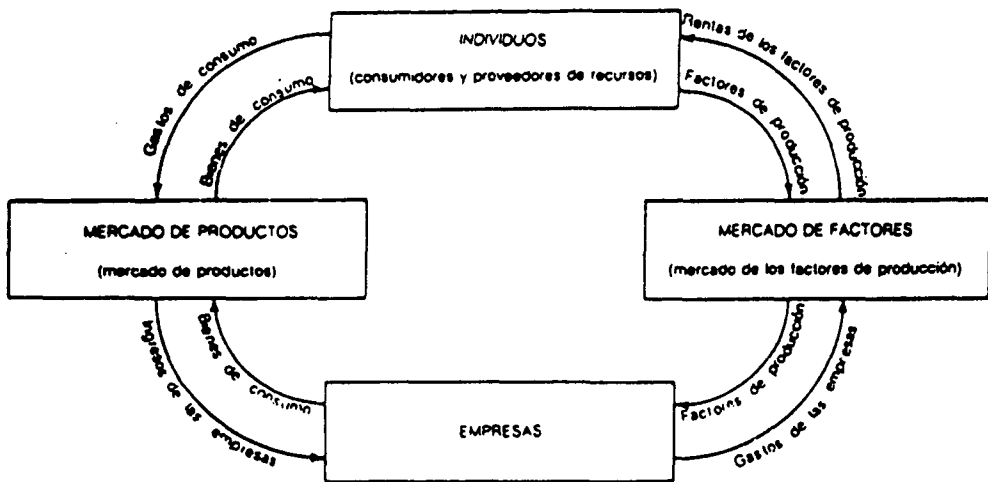 INDIVIDUOS
(consumidores y proveedores de recursos)
Gastos de consumo
Bienes de consumo
Rentas de los factores de producción
Factores de producción
MERCADO DE PRODUCTOS
(mercado de productos)
MERCADO DE FACTORES
(mercado de los factores de producción)
Ingresos de las empresas
Bienes de consumo
Factores de producción
Gastos de las empresas
EMPRESAS